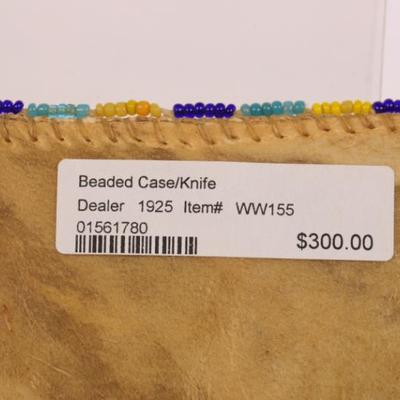 Beaded Case/Knife
Dealer 1925 Item# WW155
01561780
$300.00